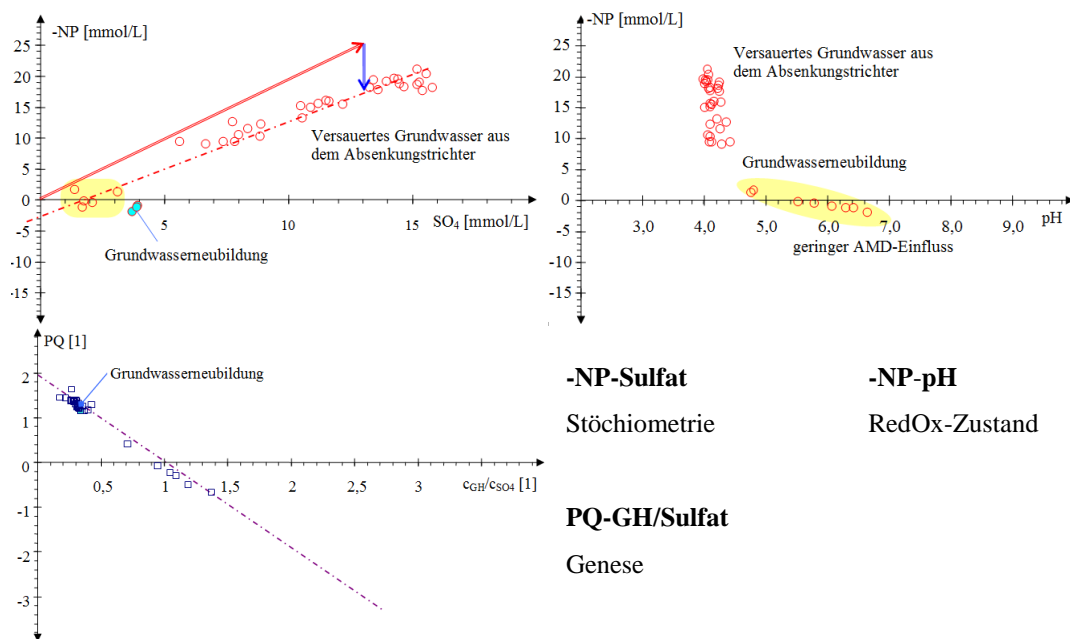 -NP [mmol/L]
25
20
15
10
5
0
-5
-10
-15
5
10
15
SO₄ [mmol/L]
Versauertes Grundwasser aus
dem Absenkungstrichter
Grundwasserneubildung
-NP [mmol/L]
25
20
15
10
5
0
-5
-10
-15
3,0
4,0
5,0
6,0
7,0
8,0
9,0
pH
Versauertes Grundwasser aus
dem Absenkungstrichter
Grundwasserneubildung
geringer AMD-Einfluss
PQ [1]
2
1
0
-1
-2
-3
0,5
1
1,5
2
2,5
3
c_GH/c_SO4 [1]
Grundwasserneubildung
-NP-Sulfat
Stöchiometrie
-NP-pH
RedOx-Zustand
PQ-GH/Sulfat
Genese